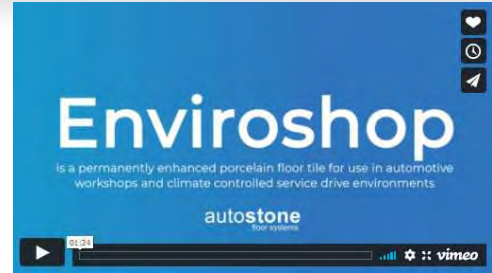 Enviroshop
is a permanently enhanced porcelain floor tile for use in automotive
workshops and climate controlled service drive environments
autostone
floor systems
01:24
vimeo